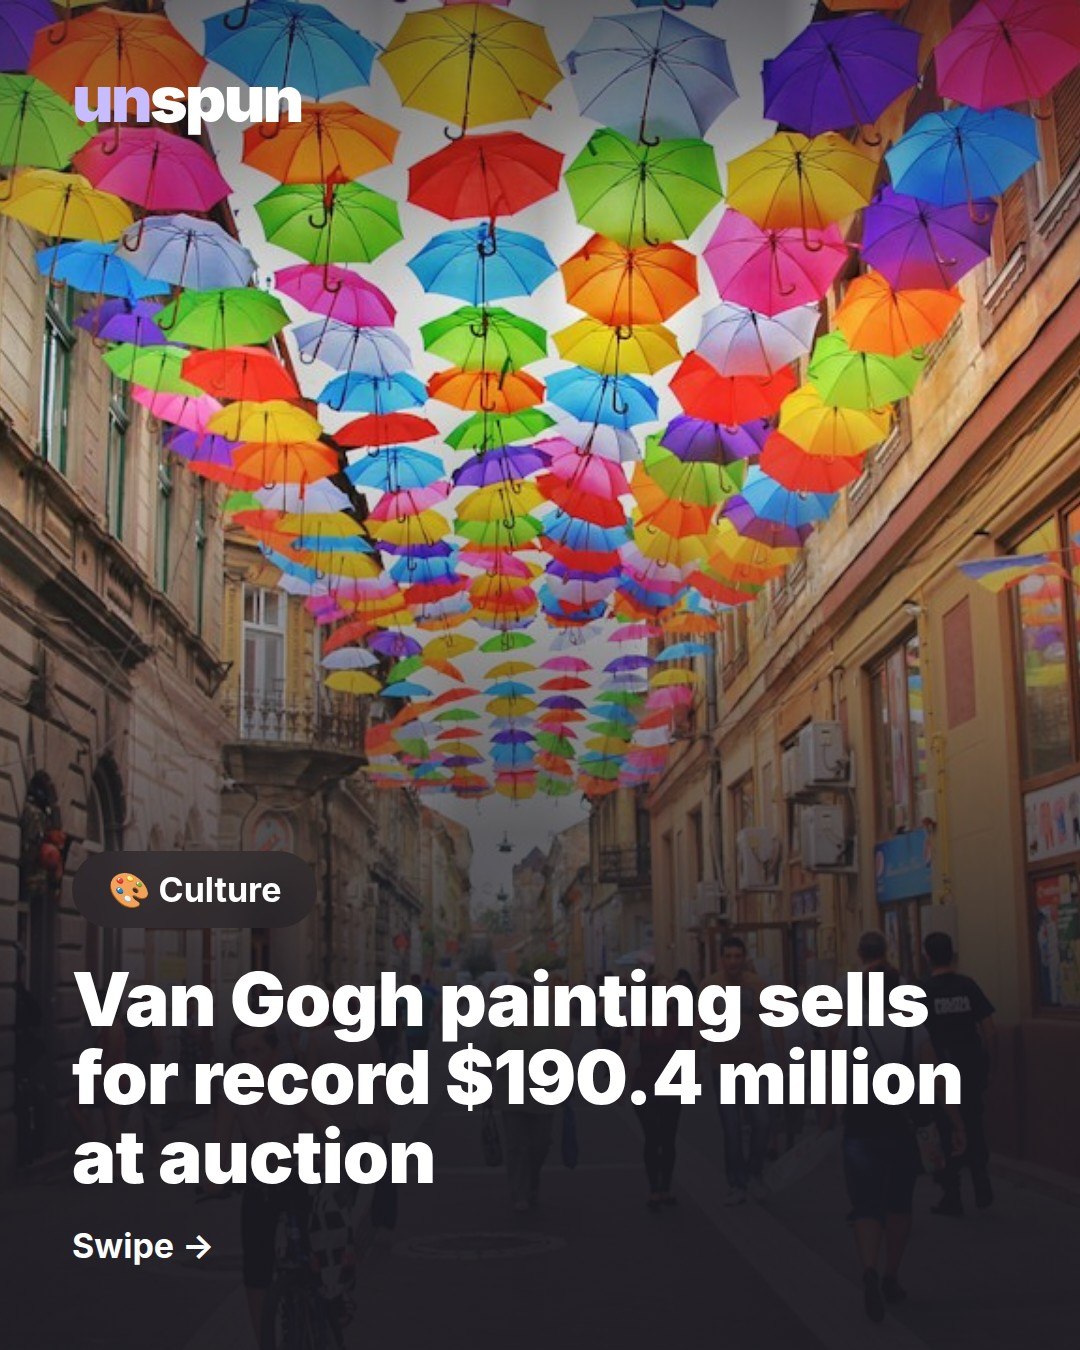 unspun
🎨 Culture
Van Gogh painting sells
for record $190.4 million
at auction
Swipe →